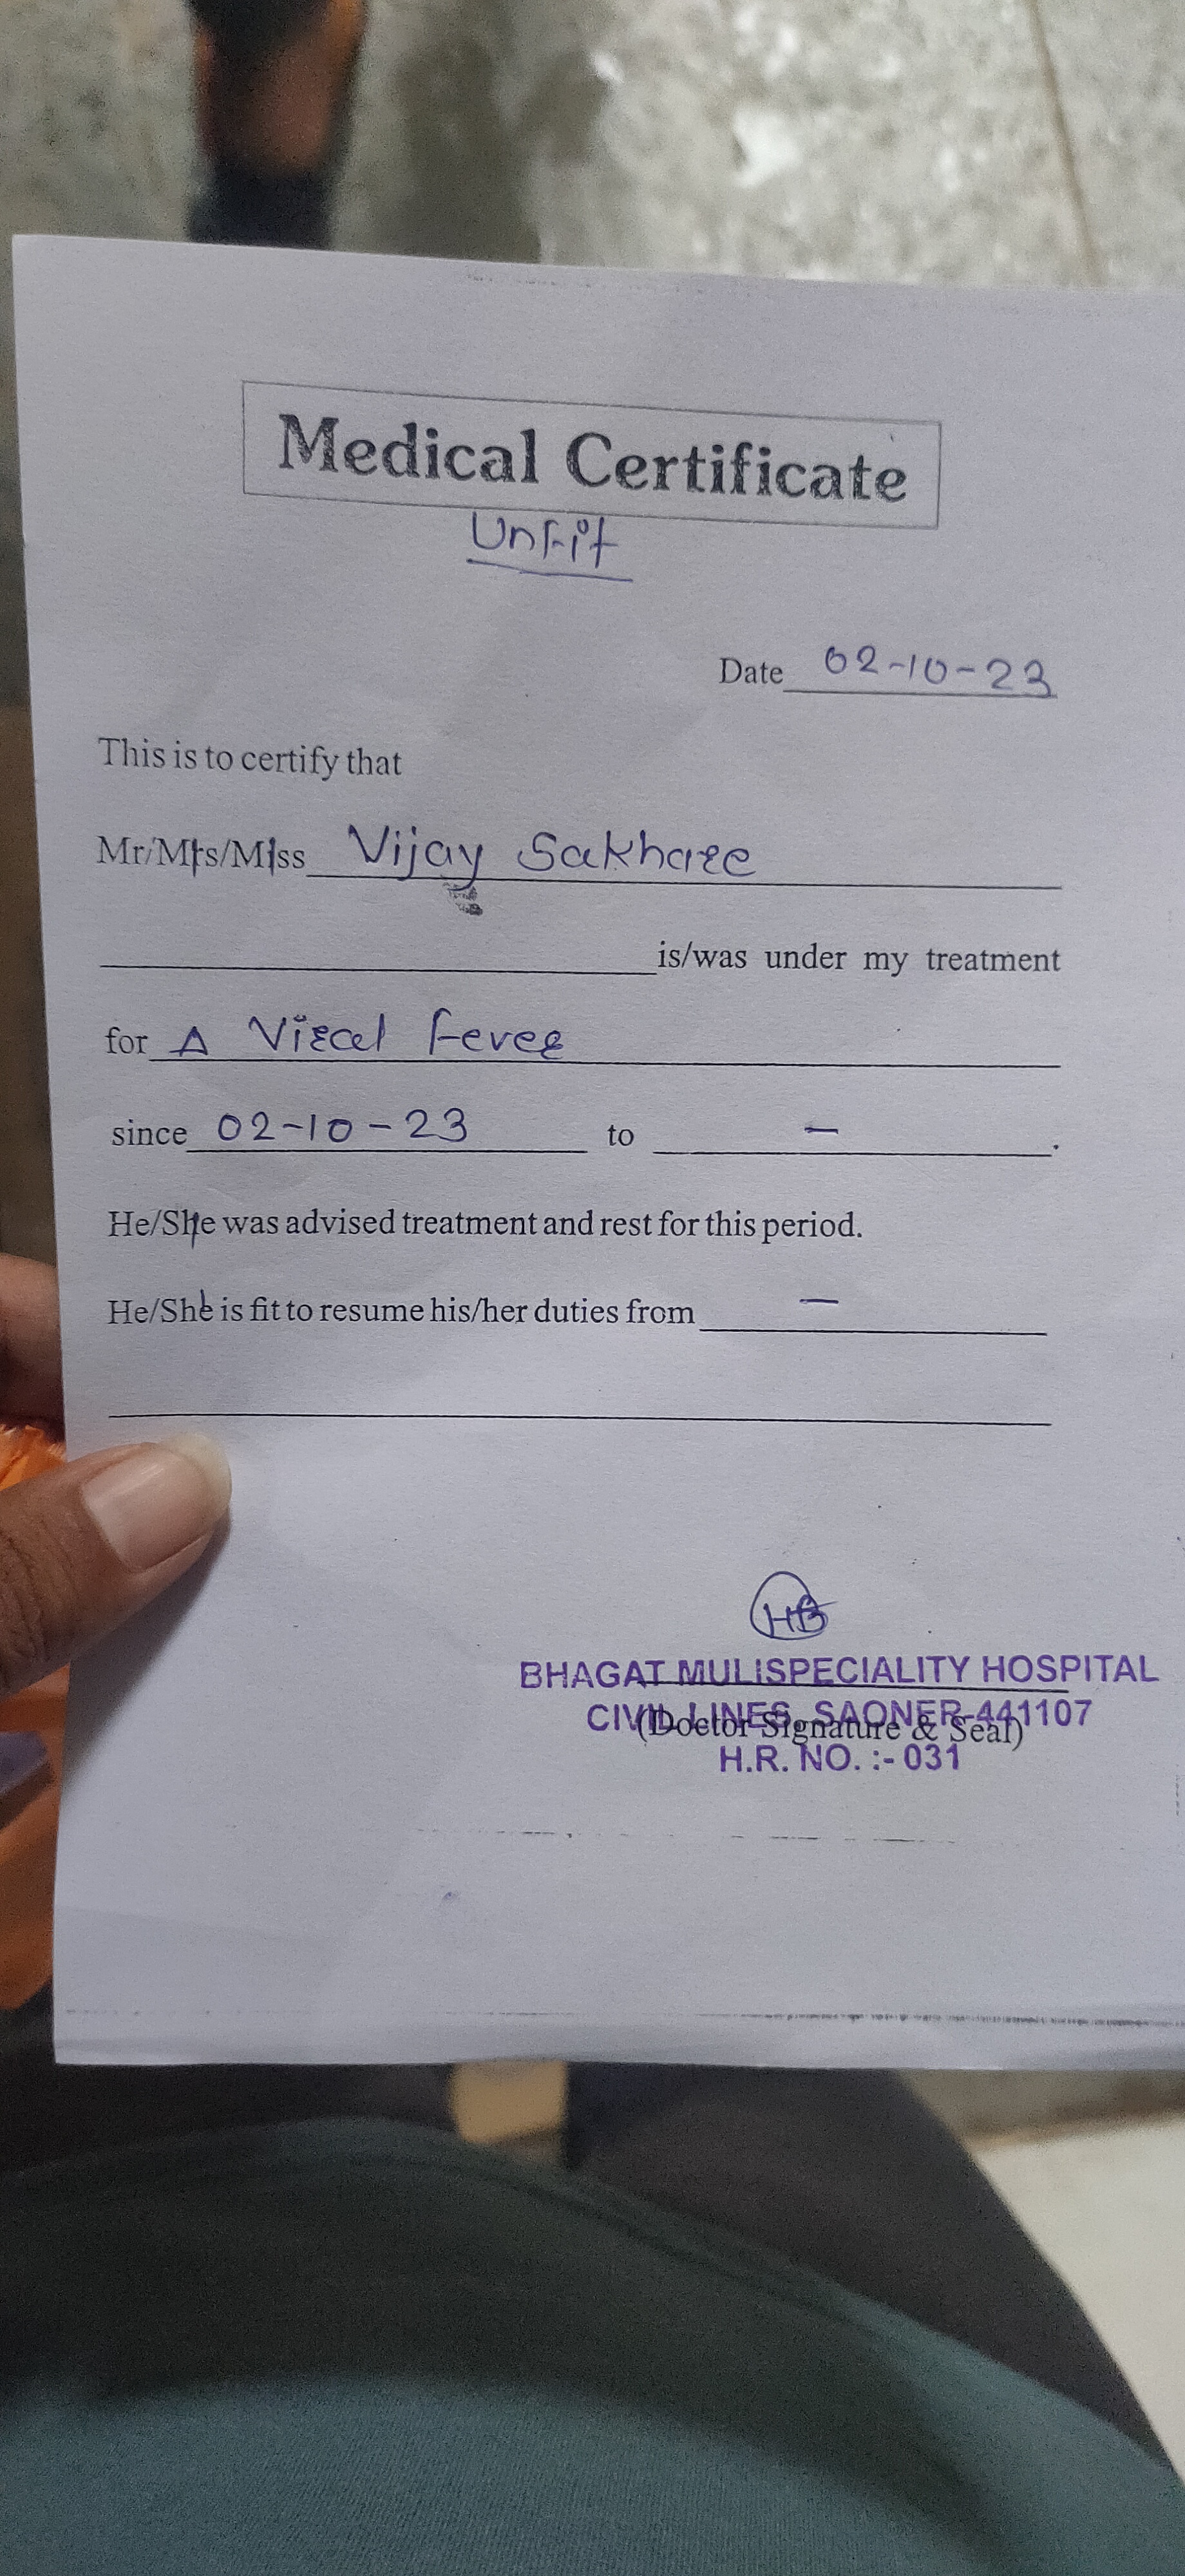 Medical Certificate
Unfit
Date 02-10-23
This is to certify that
Mr/Mrs/Miss Vijay Sakhare
is/was under my treatment
for A Viral fever
since 02-10-23 to - .
He/She was advised treatment and rest for this period.
He/She is fit to resume his/her duties from -
HB
BHAGAT MULISPECIALITY HOSPITAL
CIVIL LINES, SAONER-441107
(Doctor Signature & Seal)
H.R. NO. :- 031